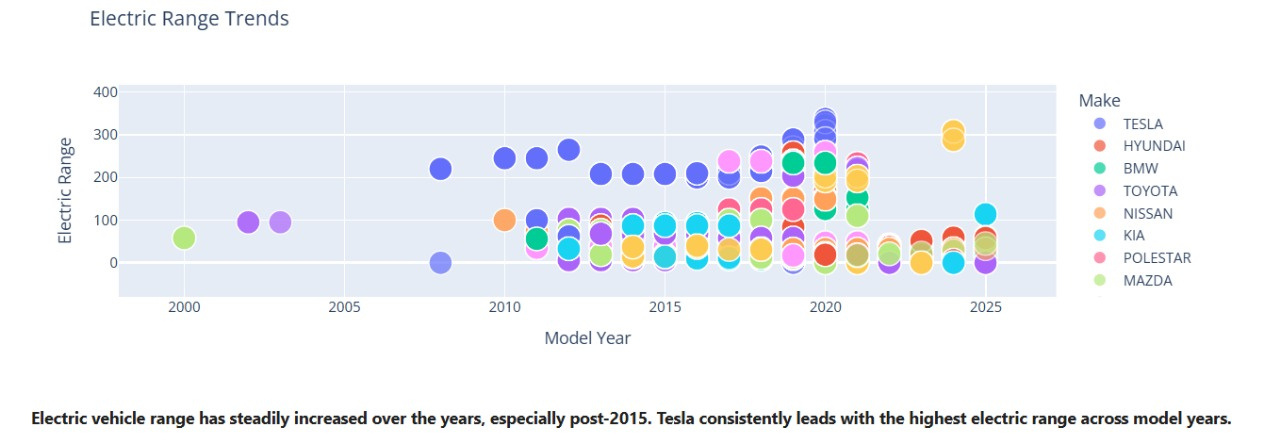 Electric Range Trends
400
300
200
100
0
Electric Range
2000 2005 2010 2015 2020 2025
Model Year
Make
TESLA
HYUNDAI
BMW
TOYOTA
NISSAN
KIA
POLESTAR
MAZDA
Electric vehicle range has steadily increased over the years, especially post-2015. Tesla consistently leads with the highest electric range across model years.